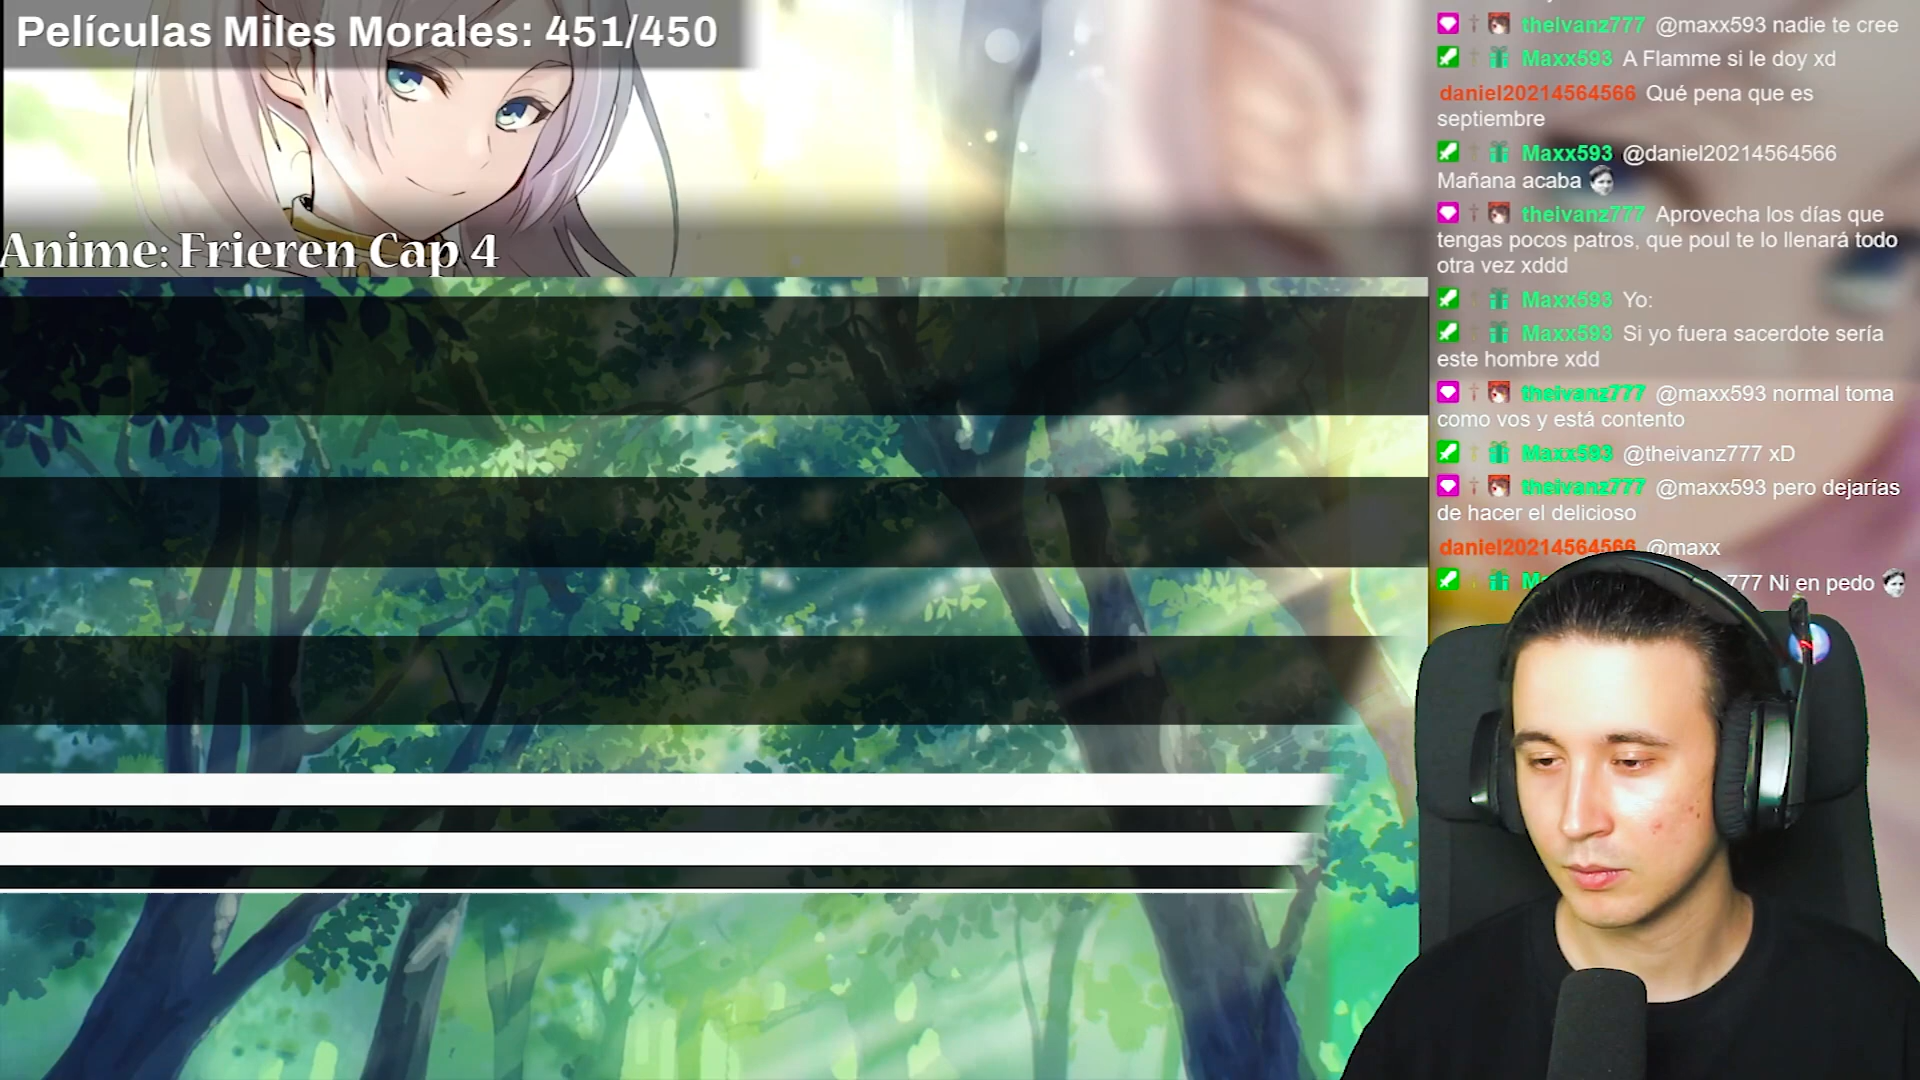 Películas Miles Morales: 451/450
Anime: Frieren Cap 4
theivanz777 @maxx593 nadie te cree
Maxx593 A Flamme si le doy xd
daniel20214564566 Qué pena que es
septiembre
Maxx593 @daniel20214564566
Mañana acaba
theivanz777 Aprovecha los días que
tengas pocos patros, que poul te lo llenará todo
otra vez xddd
Maxx593 Yo:
Maxx593 Si yo fuera sacerdote sería
este hombre xdd
theivanz777 @maxx593 normal toma
como vos y está contento
Maxx593 @theivanz777 xD
theivanz777 @maxx593 pero dejarías
de hacer el delicioso
daniel20214564566 @maxx
777 Ni en pedo